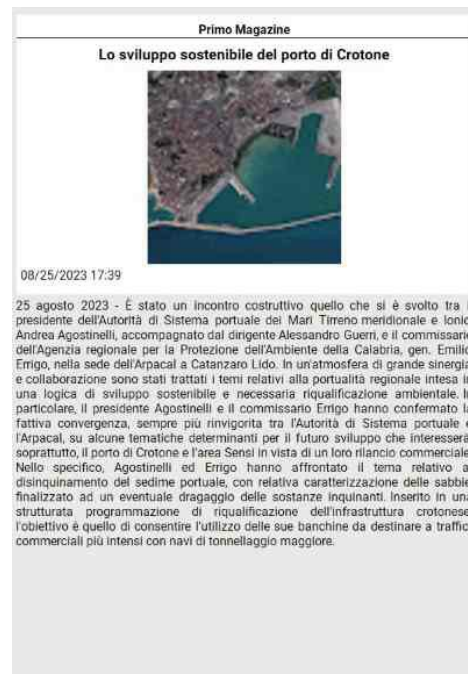 Primo Magazine
Lo sviluppo sostenibile del porto di Crotone
08/25/2023 17:39
25 agosto 2023 - È stato un incontro costruttivo quello che si è svolto tra i
presidente dell'Autorità di Sistema portuale dei Mari Tirreno meridionale e Ionio
Andrea Agostinelli, accompagnato dal dirigente Alessandro Guerri, e il commissario
dell'Agenzia regionale per la Protezione dell'Ambiente della Calabria, gen. Emilio
Errigo, nella sede dell'Arpacal a Catanzaro Lido. In un'atmosfera di grande sinergia
e collaborazione sono stati trattati i temi relativi alla portualità regionale intesa in
una logica di sviluppo sostenibile e necessaria riqualificazione ambientale. In
particolare, il presidente Agostinelli e il commissario Errigo hanno confermato la
fattiva convergenza, sempre più rinvigorita tra l'Autorità di Sistema portuale e
l'Arpacal, su alcune tematiche determinanti per il futuro sviluppo che interesserà
soprattutto, il porto di Crotone e l'area Sensi in vista di un loro rilancio commerciale
Nello specifico, Agostinelli ed Errigo hanno affrontato il tema relativo a
disinquinamento del sedime portuale, con relativa caratterizzazione delle sabbie
finalizzato ad un eventuale dragaggio delle sostanze inquinanti. Inserito in una
strutturata programmazione di riqualificazione dell'infrastruttura crotonese
l'obiettivo è quello di consentire l'utilizzo delle sue banchine da destinare a traffic
commerciali più intensi con navi di tonnellaggio maggiore.